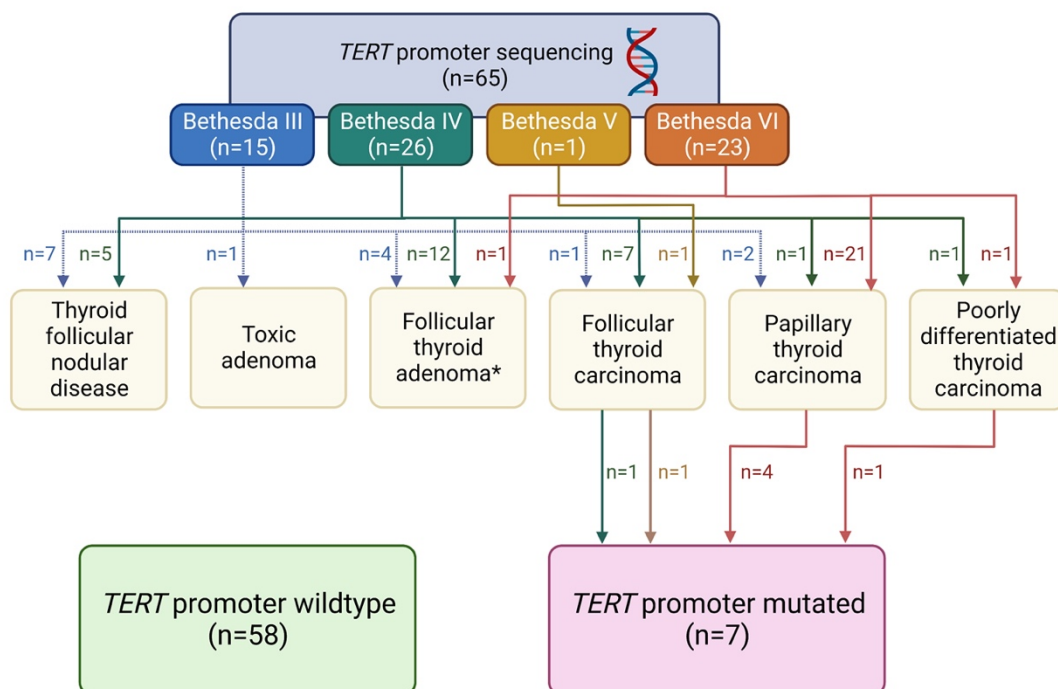 TERT promoter sequencing
(n=65)
Bethesda III
(n=15)
Bethesda IV
(n=26)
Bethesda V
(n=1)
Bethesda VI
(n=23)
n=7
n=5
n=1
n=4
n=12
n=1
n=1
n=7
n=1
n=2
n=1
n=21
n=1
n=1
Thyroid
follicular
nodular
disease
Toxic
adenoma
Follicular
thyroid
adenoma*
Follicular
thyroid
carcinoma
Papillary
thyroid
carcinoma
Poorly
differentiated
thyroid
carcinoma
n=1
n=1
n=4
n=1
TERT promoter wildtype
(n=58)
TERT promoter mutated
(n=7)